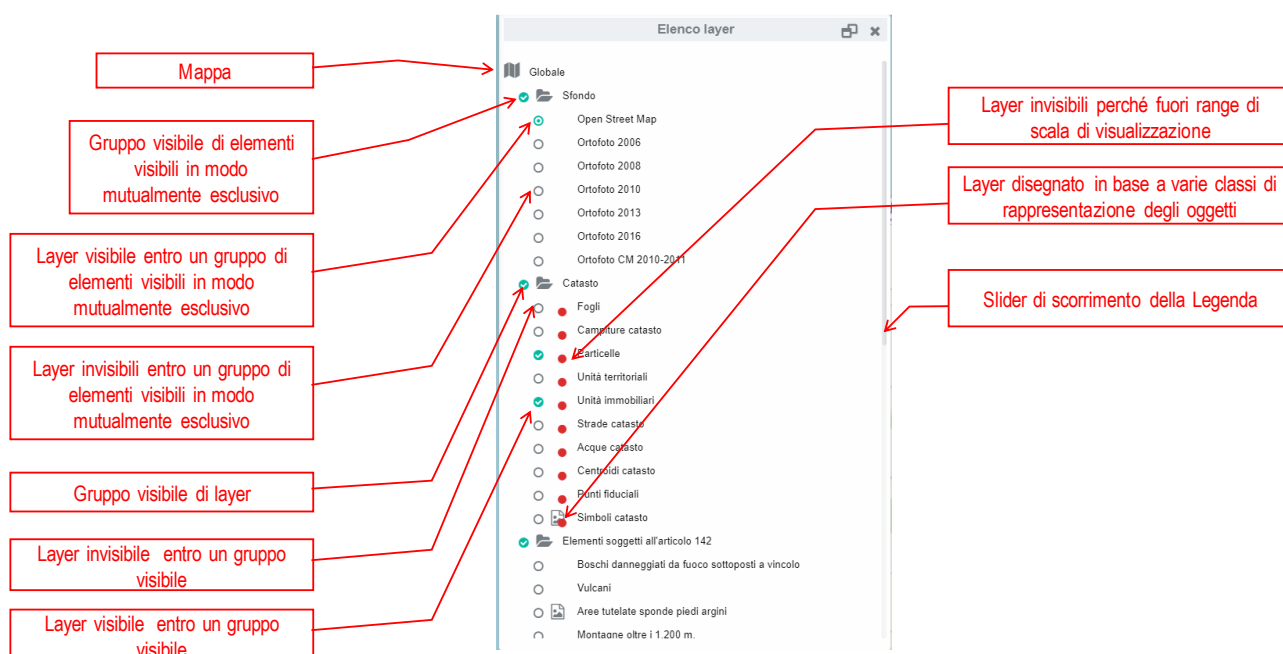 Elenco layer
Globale
Sfondo
Open Street Map
Ortofoto 2006
Ortofoto 2008
Ortofoto 2010
Ortofoto 2013
Ortofoto 2016
Ortofoto CM 2010-2011
Catasto
Fogli
Campiture catasto
Particelle
Unità territoriali
Unità immobiliari
Strade catasto
Acque catasto
Centroidi catasto
Punti fiduciali
Simboli catasto
Elementi soggetti all'articolo 142
Boschi danneggiati da fuoco sottoposti a vincolo
Vulcani
Aree tutelate sponde piedi argini
Montagne oltre i 1.200 m.
Mappa
Gruppo visibile di elementi
visibili in modo
mutualmente esclusivo
Layer visibile entro un gruppo di
elementi visibili in modo
mutualmente esclusivo
Layer invisibili entro un gruppo di
elementi visibili in modo
mutualmente esclusivo
Gruppo visibile di layer
Layer invisibile entro un gruppo
visibile
Layer visibile entro un gruppo
visibile
Layer invisibili perché fuori range di
scala di visualizzazione
Layer disegnato in base a varie classi di
rappresentazione degli oggetti
Slider di scorrimento della Legenda